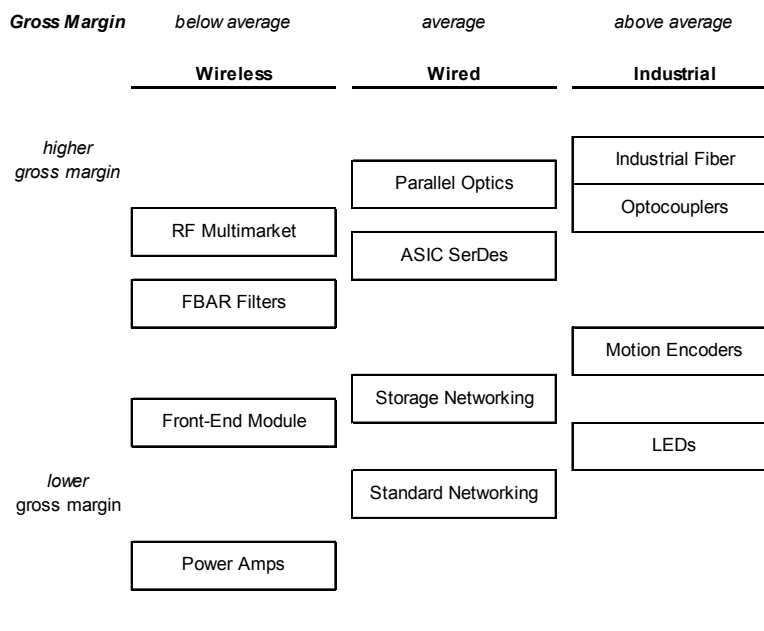 Gross Margin below average average above average
Wireless Wired Industrial
higher
gross margin
Industrial Fiber
Parallel Optics
Optocouplers
RF Multimarket
ASIC SerDes
FBAR Filters
Motion Encoders
Storage Networking
Front-End Module
LEDs
lower
gross margin
Standard Networking
Power Amps